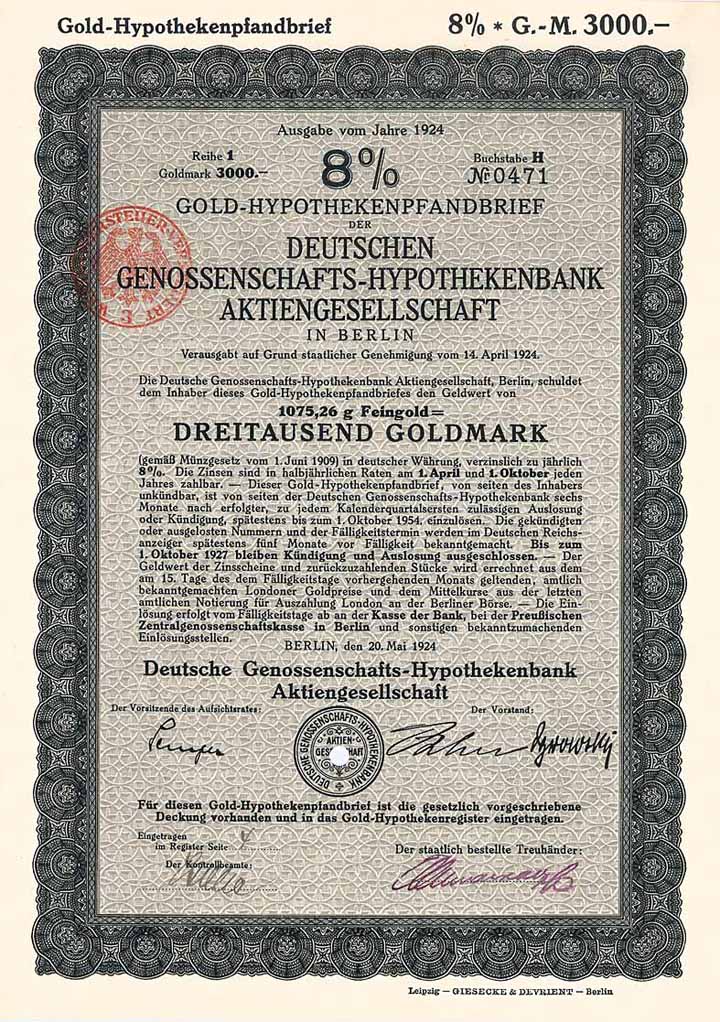 Gold-Hypothekenpfandbrief 8% * G.-M. 3000.–
Ausgabe vom Jahre 1924
Reihe 1 8% Buchstabe H
Goldmark 3000.– № 0471
GOLD-HYPOTHEKENPFANDBRIEF
DER
DEUTSCHEN
GENOSSENSCHAFTS-HYPOTHEKENBANK
AKTIENGESELLSCHAFT
IN BERLIN
Verausgabt auf Grund staatlicher Genehmigung vom 14. April 1924.
Die Deutsche Genossenschafts-Hypothekenbank Aktiengesellschaft, Berlin, schuldet
dem Inhaber dieses Gold-Hypothekenpfandbriefes den Geldwert von
1075,26 g Feingold=
DREITAUSEND GOLDMARK
(gemäß Münzgesetz vom 1. Juni 1909) in deutscher Währung, verzinslich zu jährlich
8%. Die Zinsen sind in halbjährlichen Raten am 1. April und 1. Oktober jeden
Jahres zahlbar. — Dieser Gold-Hypothekenpfandbrief, von seiten des Inhabers
unkündbar, ist von seiten der Deutschen Genossenschafts-Hypothekenbank sechs
Monate nach erfolgter, zu jedem Kalenderquartalsersten zulässigen Auslosung
oder Kündigung, spätestens bis zum 1. Oktober 1954, einzulösen. Die gekündigten
oder ausgelosten Nummern und der Fälligkeitstermin werden im Deutschen Reichs-
anzeiger spätestens fünf Monate vor Fälligkeit bekanntgemacht. — Bis zum
1. Oktober 1927 bleiben Kündigung und Auslosung ausgeschlossen. — Der
Geldwert der Zinsscheine und zurückzuzahlenden Stücke wird errechnet aus dem
am 15. Tage des dem Fälligkeitstage vorhergehenden Monats geltenden, amtlich
bekanntgemachten Londoner Goldpreise und dem Mittelkurse aus der letzten
amtlichen Notierung für Auszahlung London an der Berliner Börse. — Die Ein-
lösung erfolgt vom Fälligkeitstage ab an der Kasse der Bank, bei der Preußischen
Zentralgenossenschaftskasse in Berlin und sonstigen bekanntzumachenden
Einlösungsstellen.
BERLIN, den 20. Mai 1924
Deutsche Genossenschafts-Hypothekenbank
Aktiengesellschaft
Der Vorsitzende des Aufsichtsrates: Der Vorstand:
DEUTSCHE GENOSSENSCHAFTS-HYPOTHEKENBANK
AKTIEN-
GESELLSCHAFT
Für diesen Gold-Hypothekenpfandbrief ist die gesetzlich vorgeschriebene
Deckung vorhanden und in das Gold-Hypothekenregister eingetragen.
Eingetragen
im Register Seite 4
Der Kontrollbeamte:
Der staatlich bestellte Treuhänder:
Leipzig — GIESECKE & DEVRIENT — Berlin